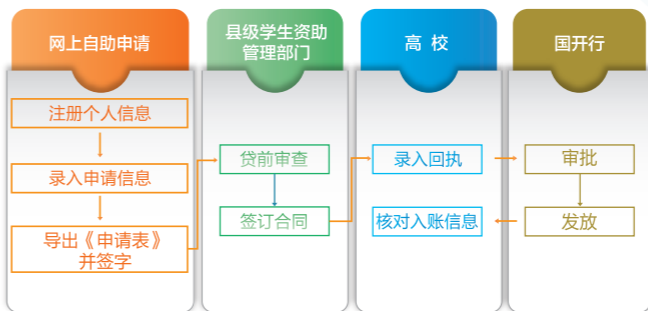 网上自助申请
县级学生资助
管理部门
高 校
国开行
注册个人信息
录入申请信息
导出《申请表》
并签字
贷前审查
签订合同
录入回执
核对入账信息
审批
发放